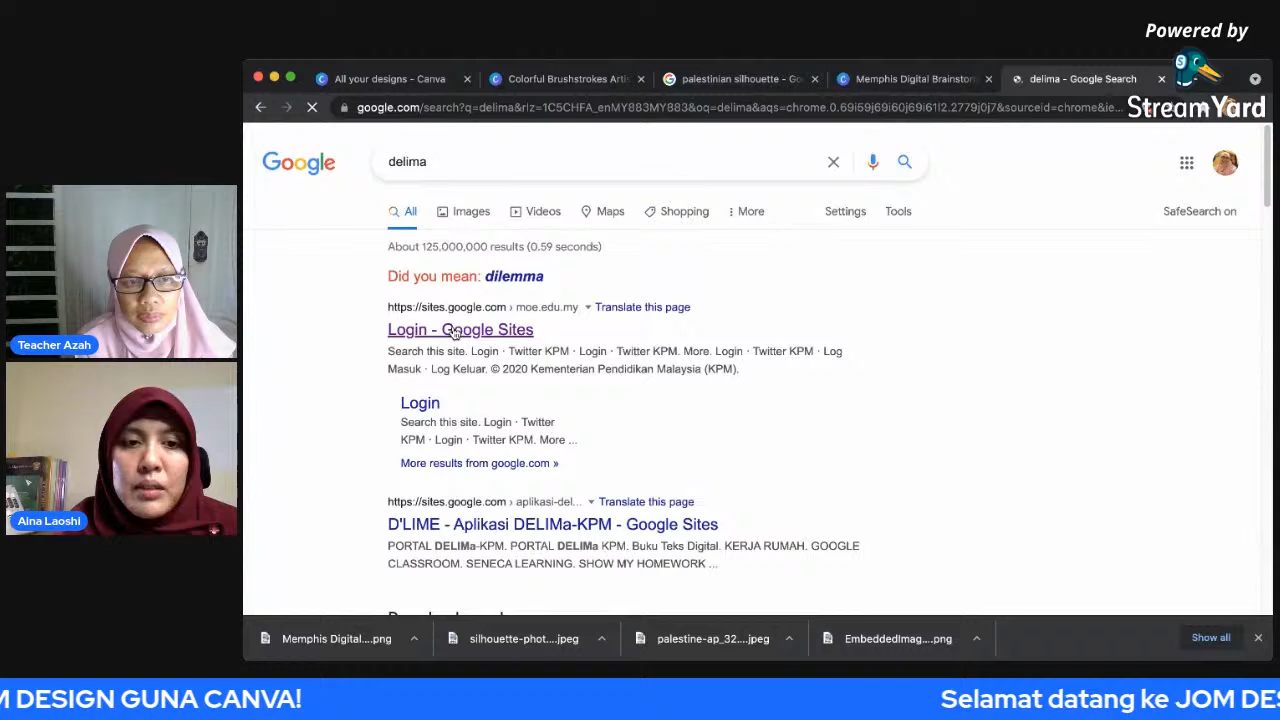 Powered by
StreamYard
All your designs - Canva
Colorful Brushstrokes Artis
palestinian silhouette - Go
Memphis Digital Brainstorm
delima - Google Search
google.com/search?q=delima&rlz=1C5CHFA_enMY883MY883&oq=delima&aqs=chrome.0.69i59j69i60j69i61l2.2779j0j7&sourceid=chrome&ie...
Google
delima
All
Images
Videos
Maps
Shopping
More
Settings
Tools
SafeSearch on
About 125,000,000 results (0.59 seconds)
Did you mean: dilemma
https://sites.google.com › moe.edu.my Translate this page
Login - Google Sites
Search this site. Login · Twitter KPM · Login · Twitter KPM. More. Login · Twitter KPM · Log
Masuk · Log Keluar. © 2020 Kementerian Pendidikan Malaysia (KPM).
Login
Search this site. Login · Twitter
KPM · Login · Twitter KPM. More ...
More results from google.com »
https://sites.google.com › aplikasi-del... Translate this page
D'LIME - Aplikasi DELIMa-KPM - Google Sites
PORTAL DELIMa-KPM. PORTAL DELIMa KPM. Buku Teks Digital. KERJA RUMAH. GOOGLE
CLASSROOM. SENECA LEARNING. SHOW MY HOMEWORK ...
Teacher Azah
Aina Laoshi
Memphis Digital....png
silhouette-phot....jpeg
palestine-ap_32....jpeg
EmbeddedImag....png
Show all
M DESIGN GUNA CANVA!
Selamat datang ke JOM DES